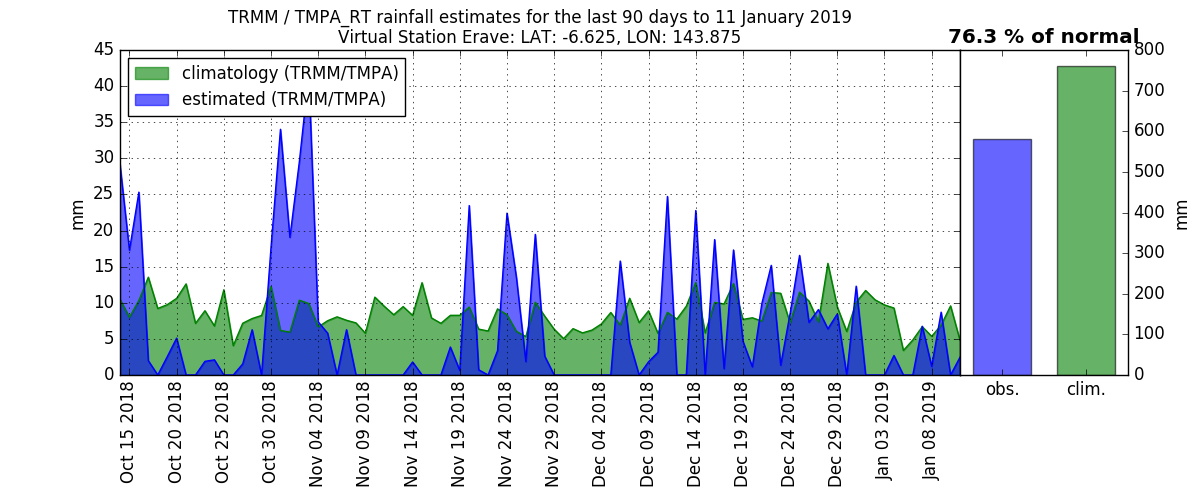 TRMM / TMPA_RT rainfall estimates for the last 90 days to 11 January 2019
Virtual Station Erave: LAT: -6.625, LON: 143.875
76.3 % of normal
climatology (TRMM/TMPA)
estimated (TRMM/TMPA)
45
40
35
30
25
20
15
10
5
0
mm
Oct 15 2018
Oct 20 2018
Oct 25 2018
Oct 30 2018
Nov 04 2018
Nov 09 2018
Nov 14 2018
Nov 19 2018
Nov 24 2018
Nov 29 2018
Dec 04 2018
Dec 09 2018
Dec 14 2018
Dec 19 2018
Dec 24 2018
Dec 29 2018
Jan 03 2019
Jan 08 2019
800
700
600
500
400
300
200
100
0
mm
obs.
clim.